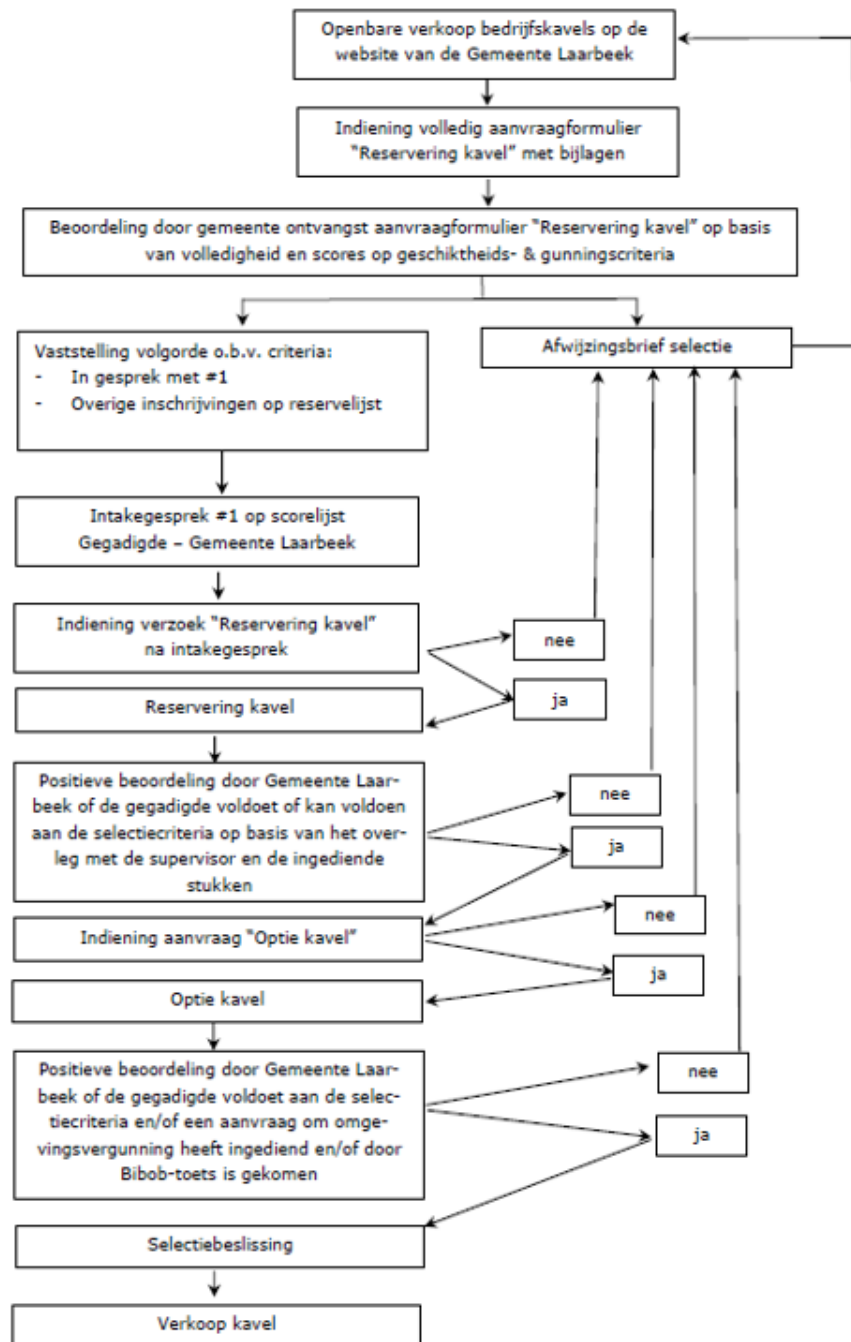 Openbare verkoop bedrijfskavels op de
website van de Gemeente Laarbeek
Indiening volledig aanvraagformulier
"Reservering kavel" met bijlagen
Beoordeling door gemeente ontvangst aanvraagformulier "Reservering kavel" op basis
van volledigheid en scores op geschiktheids- & gunningscriteria
Vaststelling volgorde o.b.v. criteria:
- In gesprek met #1
- Overige inschrijvingen op reservelijst
Afwijzingsbrief selectie
Intakegesprek #1 op scorelijst
Gegadigde – Gemeente Laarbeek
Indiening verzoek "Reservering kavel"
na intakegesprek
nee
ja
Reservering kavel
Positieve beoordeling door Gemeente Laar-
beek of de gegadigde voldoet of kan voldoen
aan de selectiecriteria op basis van het over-
leg met de supervisor en de ingediende
stukken
nee
ja
Indiening aanvraag "Optie kavel"
nee
ja
Optie kavel
Positieve beoordeling door Gemeente Laar-
beek of de gegadigde voldoet aan de selec-
tiecriteria en/of een aanvraag om omge-
vingsvergunning heeft ingediend en/of door
Bibob-toets is gekomen
nee
ja
Selectiebeslissing
Verkoop kavel